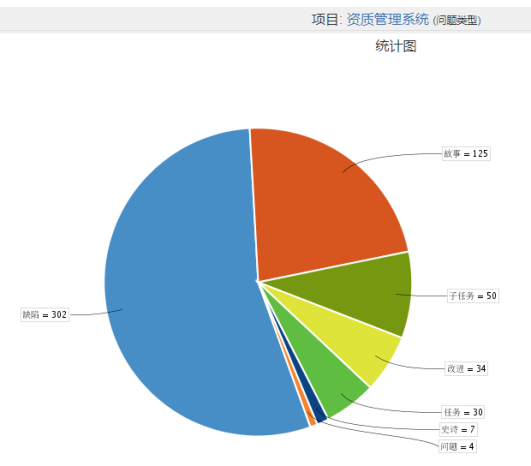 项目: 资质管理系统 (问题类型)
统计图
故事 = 125
子任务 = 50
缺陷 = 302
改进 = 34
任务 = 30
史诗 = 7
问题 = 4